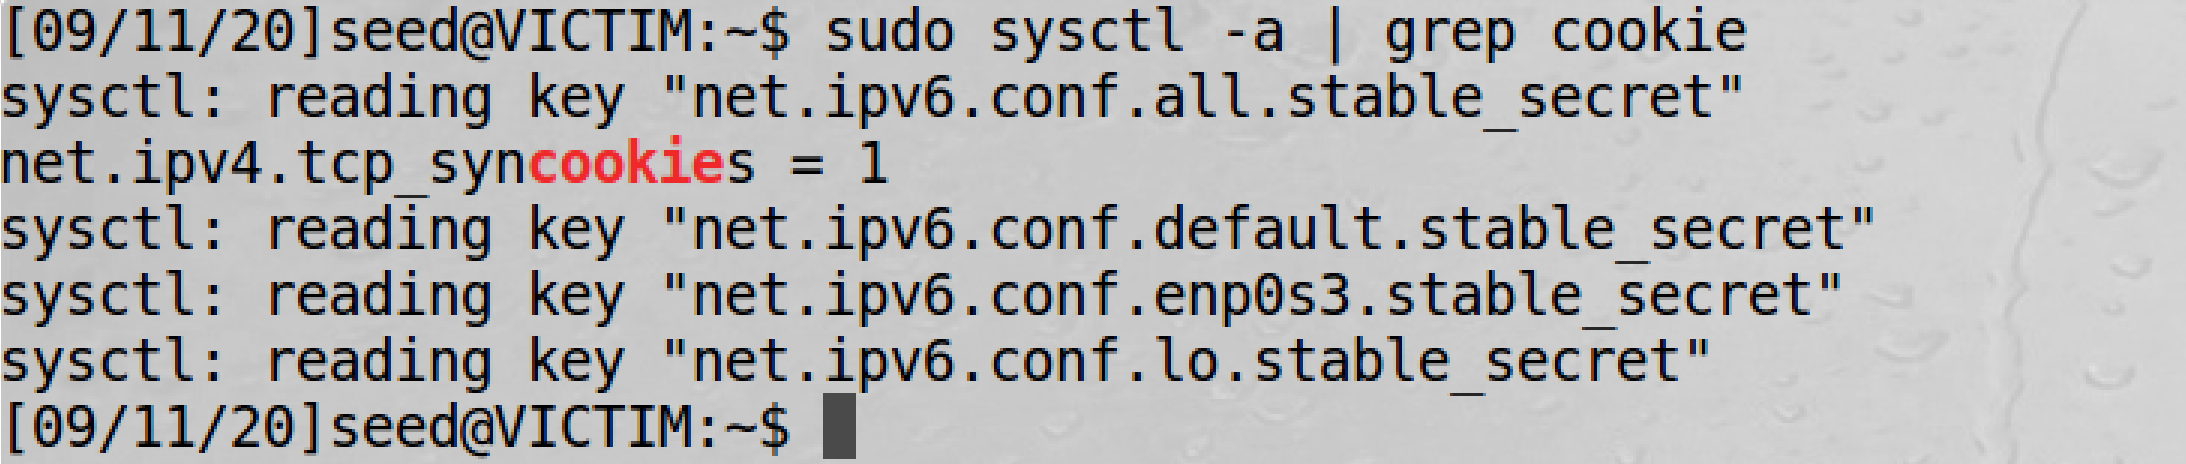 [09/11/20]seed@VICTIM:~$ sudo sysctl -a | grep cookie
sysctl: reading key "net.ipv6.conf.all.stable_secret"
net.ipv4.tcp_syncookies = 1
sysctl: reading key "net.ipv6.conf.default.stable_secret"
sysctl: reading key "net.ipv6.conf.enp0s3.stable_secret"
sysctl: reading key "net.ipv6.conf.lo.stable_secret"
[09/11/20]seed@VICTIM:~$